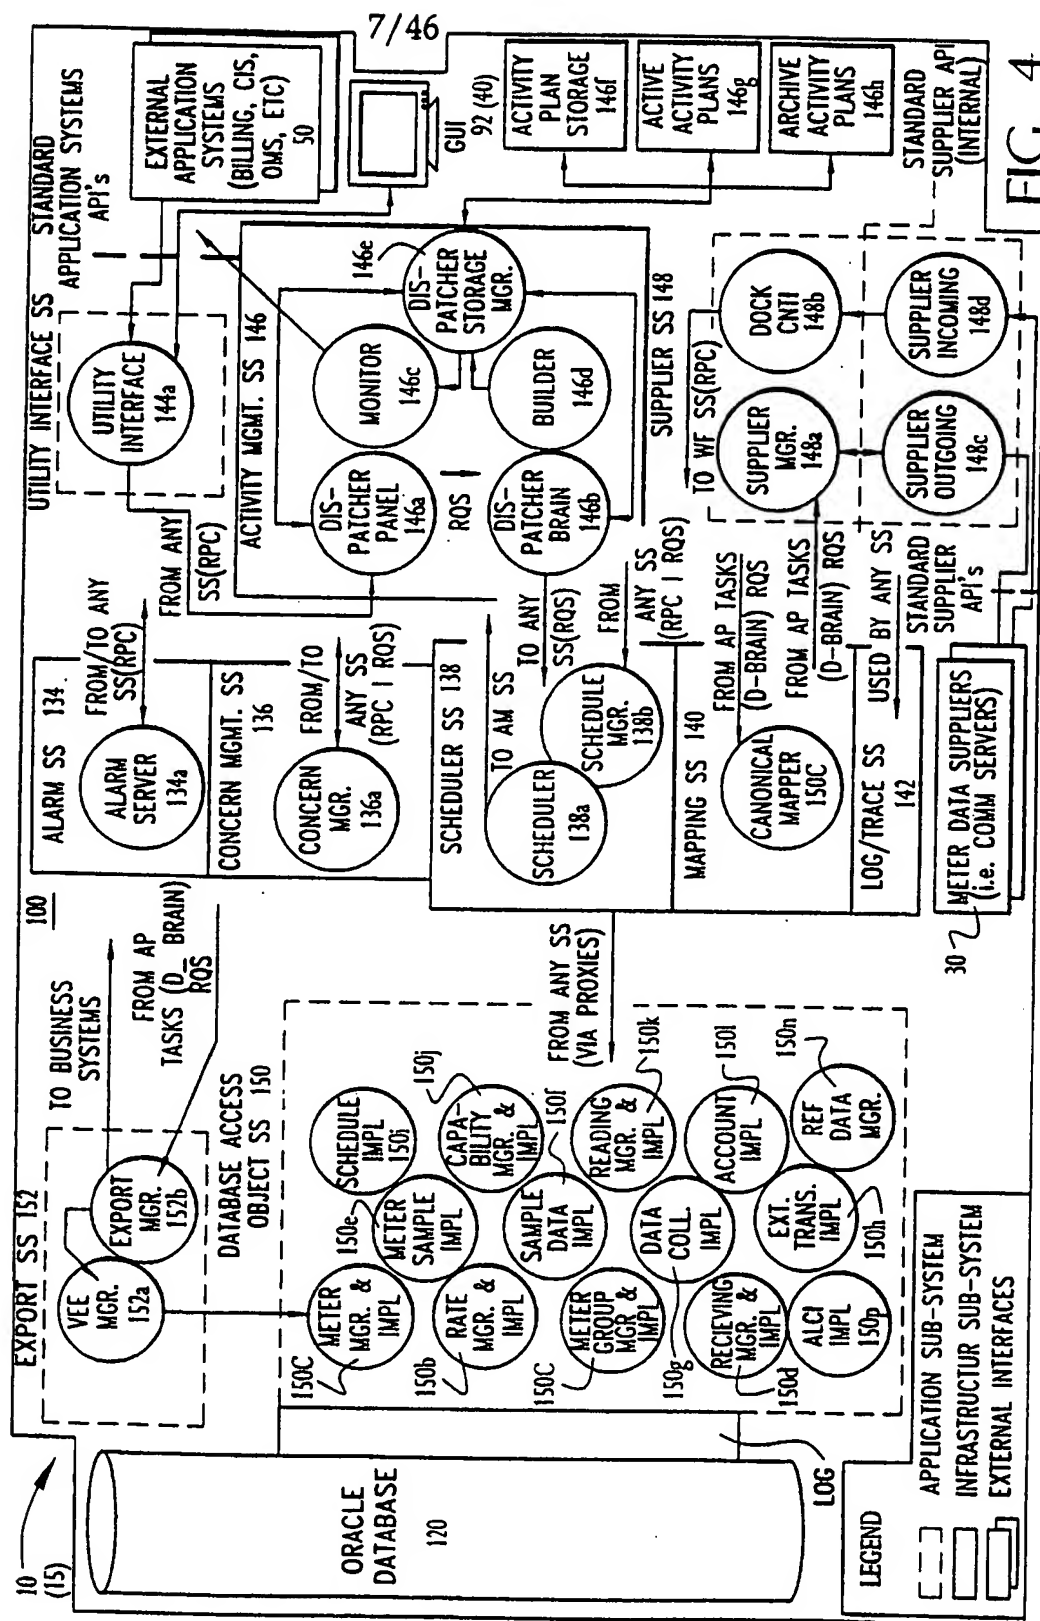 7/46
10
(15)
100
EXPORT SS 152
VEE
MGR.
152a
EXPORT
MGR.
152b
TO BUSINESS
SYSTEMS
FROM AP
TASKS (D_ BRAIN)
RQS
DATABASE ACCESS
OBJECT SS 150
ORACLE
DATABASE
120
LOG
METER
MGR. &
IMPL
150C
RATE
MGR. &
IMPL
150b
METER
GROUP
MGR &
IMPL
150C
RECIEVING
MGR. &
IMPL
150d
ALCI
IMPL
150p
150e
METER
SAMPLE
IMPL
SAMPLE
DATA
IMPL
150f
DATA
COLL.
IMPL
150g
EXT.
TRANS.
IMPL
150h
SCHEDULE
IMPL
150i
CAPA-
BILITY
MGR. &
IMPL
150j
READING
MGR. &
IMPL
150k
ACCOUNT
IMPL
150l
REF
DATA
MGR.
150n
FROM ANY SS
(VIA PROXIES)
ALARM SS 134
ALARM
SERVER
134a
FROM/TO ANY
SS(RPC)
CONCERN MGMT. SS
136
CONCERN
MGR.
136a
FROM/TO
ANY SS
(RPC | RQS)
SCHEDULER SS 138
SCHEDULER
138a
SCHEDULE
MGR.
138b
TO AM SS
TO ANY
SS(RQS)
FROM
ANY SS
(RPC | RQS)
MAPPING SS 140
CANONICAL
MAPPER
150C
FROM AP TASKS
(D-BRAIN) RQS
FROM AP TASKS
(D-BRAIN) RQS
LOG/TRACE SS
142
USED BY ANY SS
30
METER DATA SUPPLIERS
(i.e. COMM SERVERS)
STANDARD
SUPPLIER
API's
UTILITY INTERFACE SS
UTILITY
INTERFACE
144a
FROM ANY
SS(RPC)
STANDARD
APPLICATION SYSTEMS
API's
EXTERNAL
APPLICATION
SYSTEMS
(BILLING, CIS,
OMS, ETC)
50
GUI
92 (40)
ACTIVITY MGMT. SS 146
DIS-
PATCHER
PANEL
146a
RQS
DIS-
PATCHER
BRAIN
146b
MONITOR
146c
BUILDER
146d
DIS-
PATCHER
STORAGE
MGR.
146e
ACTIVITY
PLAN
STORAGE
146f
ACTIVE
ACTIVITY
PLANS
146g
ARCHIVE
ACTIVITY
PLANS
146h
SUPPLIER SS 148
TO WF SS(RPC)
SUPPLIER
MGR.
148a
DOCK
CNTl
148b
SUPPLIER
OUTGOING
148c
SUPPLIER
INCOMING
148d
STANDARD
SUPPLIER API
(INTERNAL)
LEGEND
APPLICATION SUB-SYSTEM
INFRASTRUCTUR SUB-SYSTEM
EXTERNAL INTERFACES
FIG 4